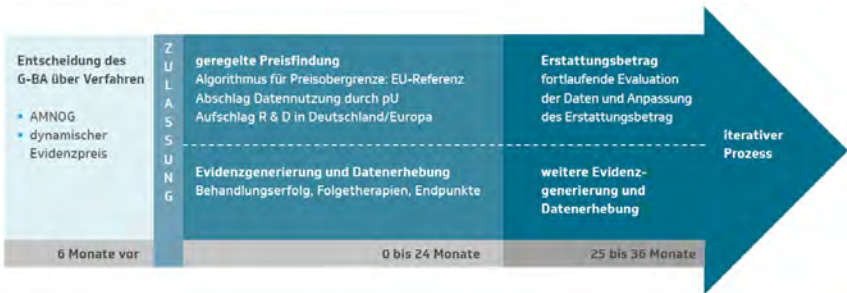 Entscheidung des
G-BA über Verfahren
▪ AMNOG
▪ dynamischer
Evidenzpreis
ZULASSUNG
geregelte Preisfindung
Algorithmus für Preisobergrenze: EU-Referenz
Abschlag Datennutzung durch pU
Aufschlag R & D in Deutschland/Europa
Evidenzgenerierung und Datenerhebung
Behandlungserfolg, Folgetherapien, Endpunkte
Erstattungsbetrag
fortlaufende Evaluation
der Daten und Anpassung
des Erstattungsbetrag
weitere Evidenz-
generierung und
Datenerhebung
iterativer
Prozess
6 Monate vor
0 bis 24 Monate
25 bis 36 Monate